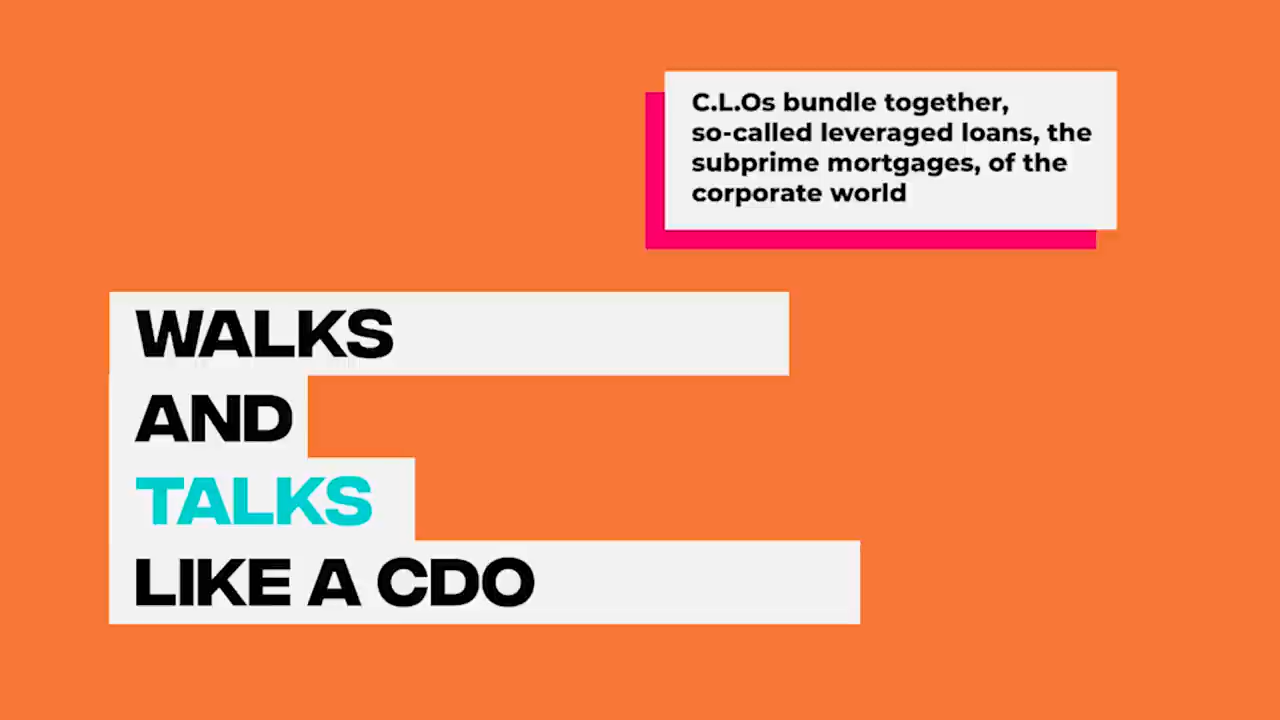 C.L.Os bundle together,
so-called leveraged loans, the
subprime mortgages, of the
corporate world
WALKS
AND
TALKS
LIKE A CDO